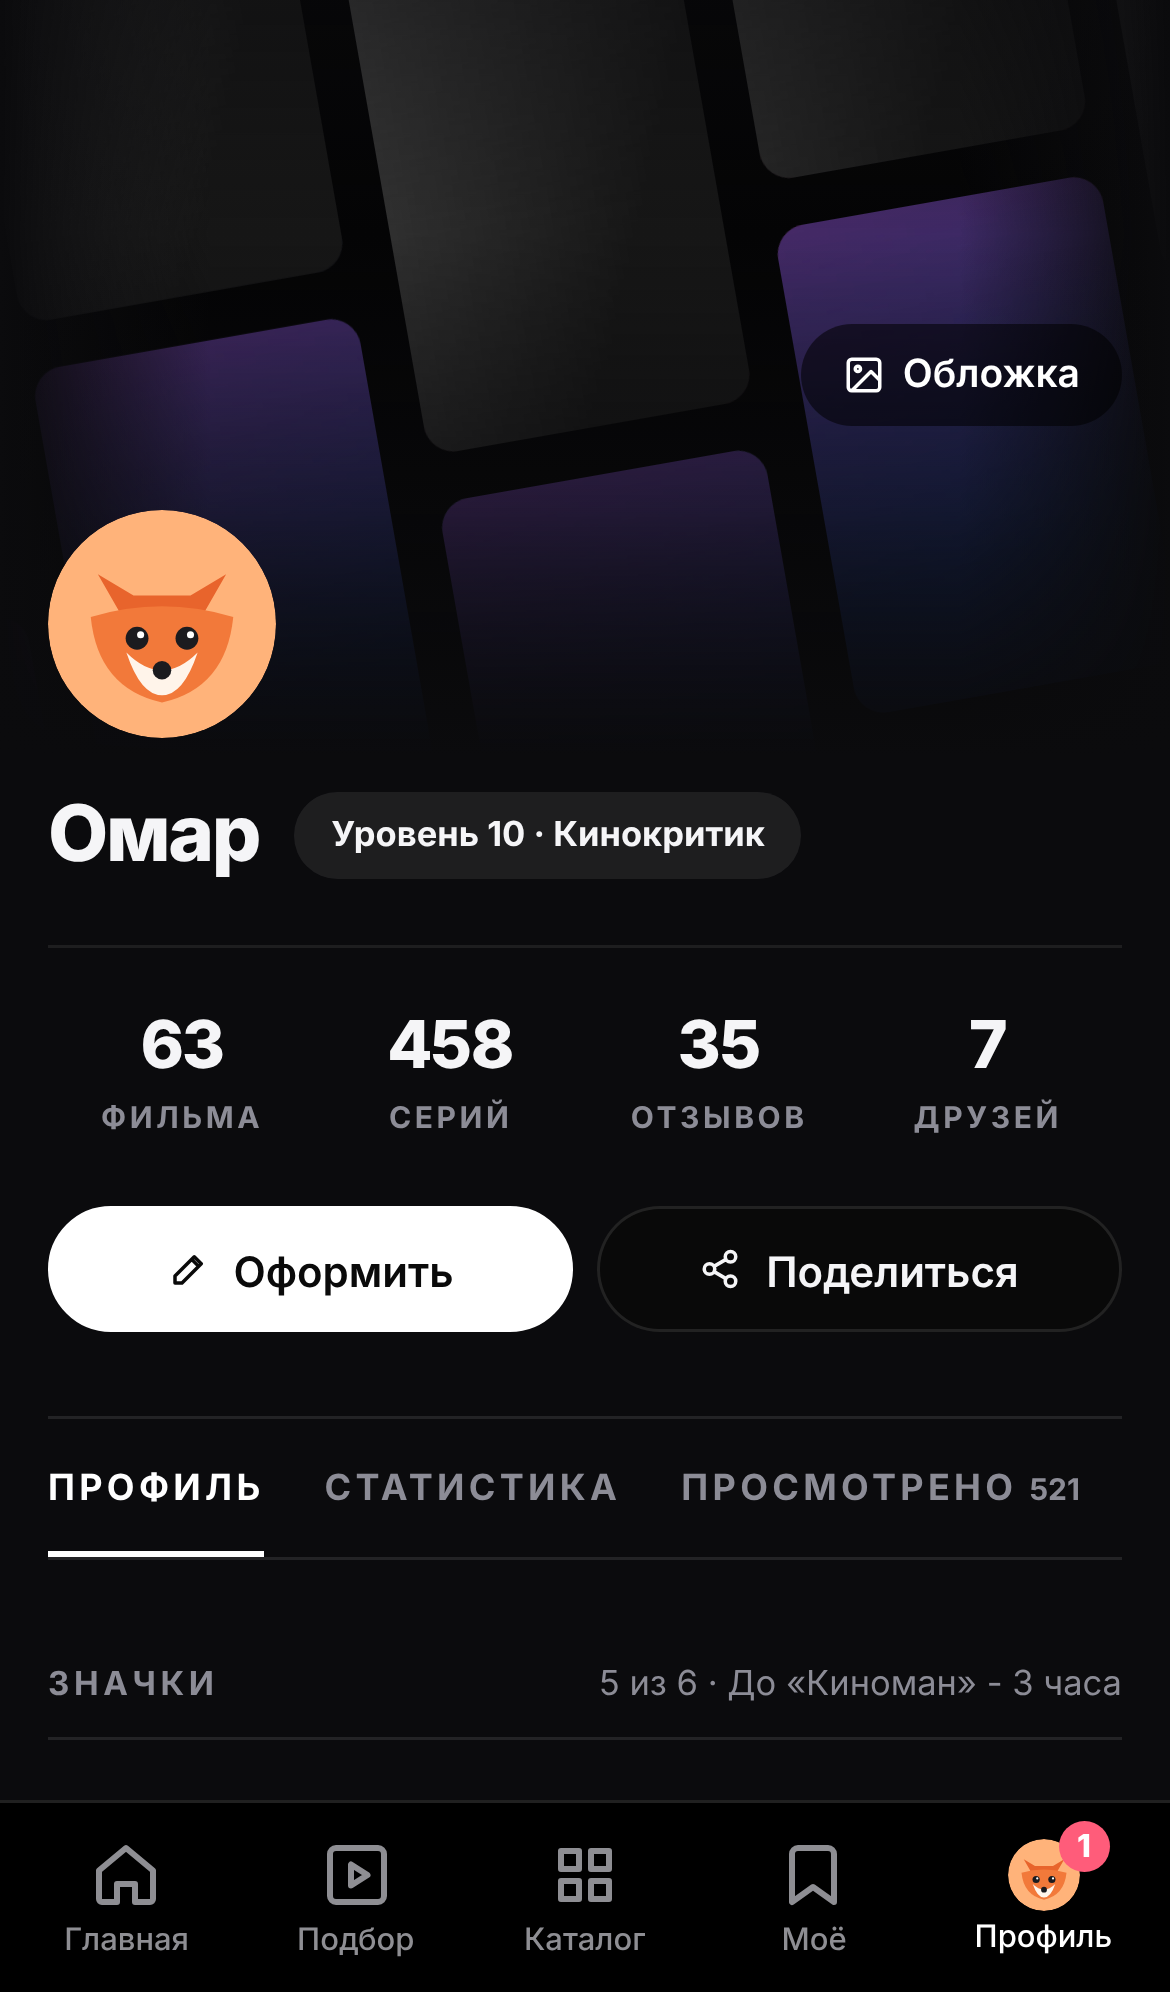 Обложка
Омар
Уровень 10 · Кинокритик
63 458 35 7
ФИЛЬМА СЕРИЙ ОТЗЫВОВ ДРУЗЕЙ
Оформить Поделиться
ПРОФИЛЬ СТАТИСТИКА ПРОСМОТРЕНО 521
ЗНАЧКИ 5 из 6 · До «Киноман» - 3 часа
1
Главная Подбор Каталог Моё Профиль